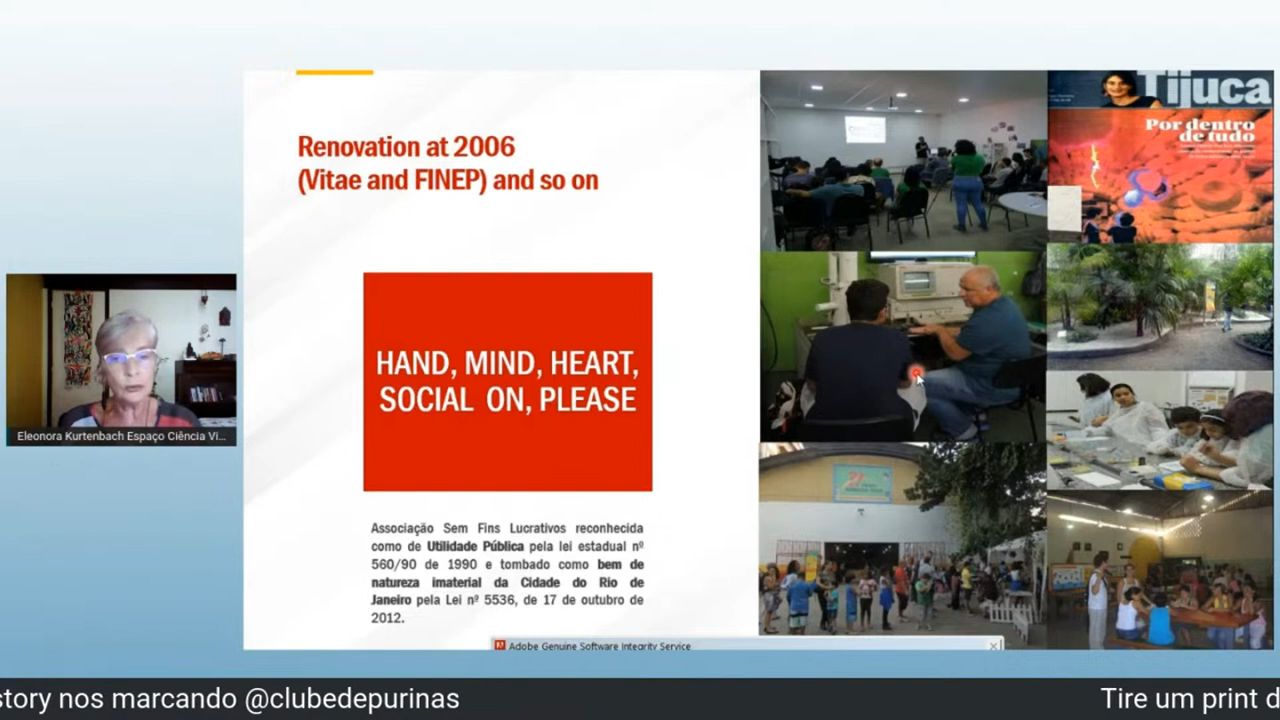 Renovation at 2006
(Vitae and FINEP) and so on
HAND, MIND, HEART,
SOCIAL ON, PLEASE
Associação Sem Fins Lucrativos reconhecida
como de Utilidade Pública pela lei estadual nº
560/90 de 1990 e tombado como bem de
natureza imaterial da Cidade do Rio de
Janeiro pela Lei nº 5536, de 17 de outubro de
2012.
Tijuca
Por dentro
de tudo
Eleonora Kurtenbach Espaço Ciência Vi...
Adobe Genuine Software Integrity Service
story nos marcando @clubedepurinas
Tire um print d